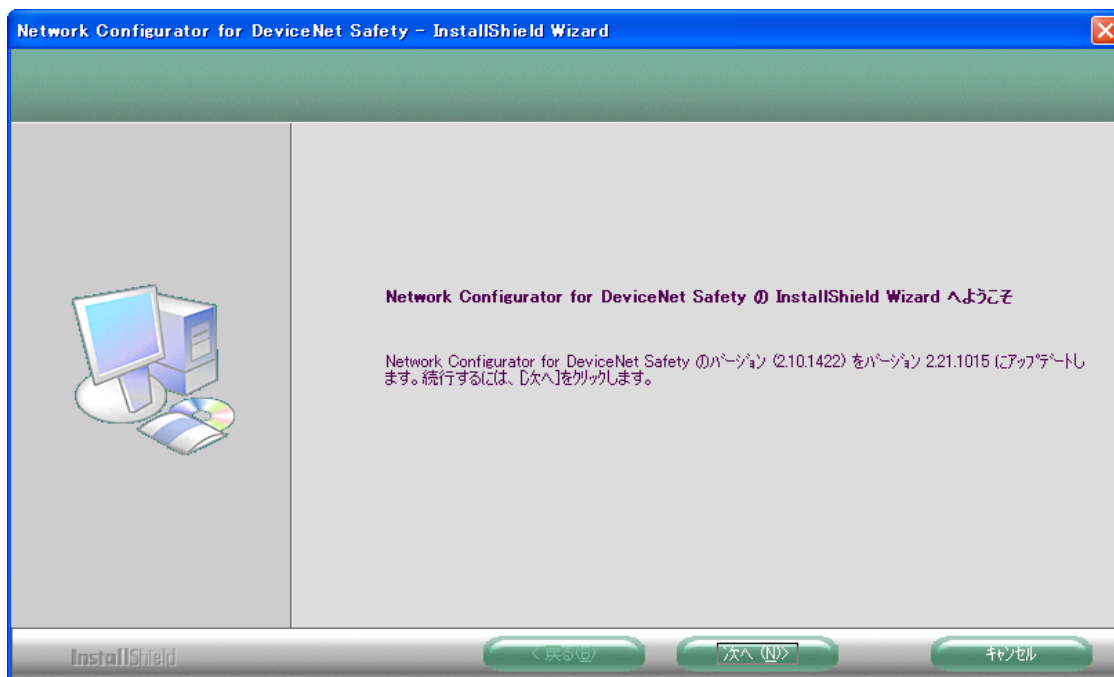 Network Configurator for DeviceNet Safety - InstallShield Wizard
Network Configurator for DeviceNet Safety の InstallShield Wizard へようこそ
Network Configurator for DeviceNet Safety のﾊﾞｰｼﾞｮﾝ (2.10.1422) をﾊﾞｰｼﾞｮﾝ 2.21.1015 にｱｯﾌﾟﾃﾞｰﾄし
ます。続行するには、[次へ]をｸﾘｯｸします。
InstallShield
< 戻る(B)
次へ (N)>
ｷｬﾝｾﾙ